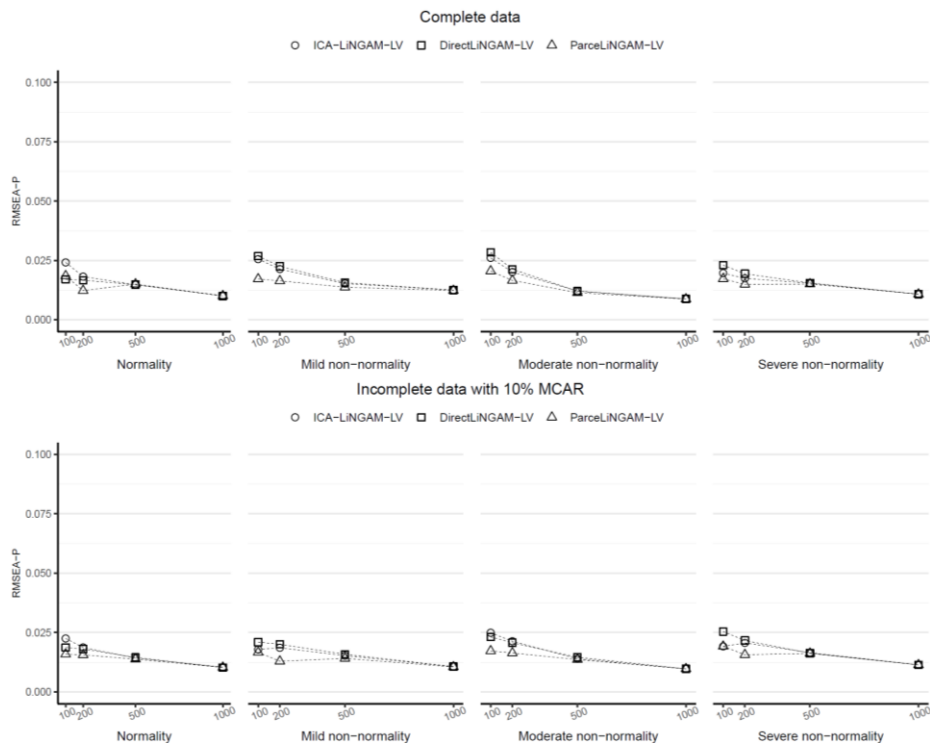 Complete data
ICA−LiNGAM−LV DirectLiNGAM−LV ParceLiNGAM−LV
RMSEA−P
0.100
0.075
0.050
0.025
0.000
100 200 500 1000 100 200 500 1000 100 200 500 1000 100 200 500 1000
Normality Mild non−normality Moderate non−normality Severe non−normality
Incomplete data with 10% MCAR
ICA−LiNGAM−LV DirectLiNGAM−LV ParceLiNGAM−LV
RMSEA−P
0.100
0.075
0.050
0.025
0.000
100 200 500 1000 100 200 500 1000 100 200 500 1000 100 200 500 1000
Normality Mild non−normality Moderate non−normality Severe non−normality